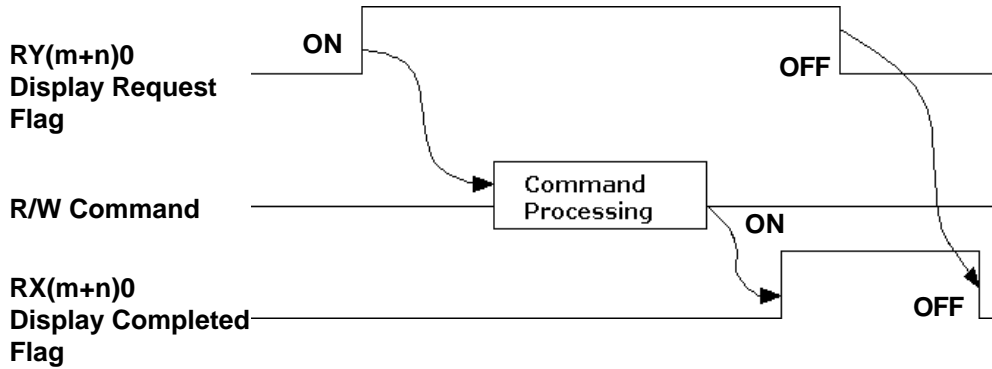 RY(m+n)0
Display Request
Flag
ON
OFF
Command
Processing
R/W Command
ON
RX(m+n)0
Display Completed
Flag
OFF